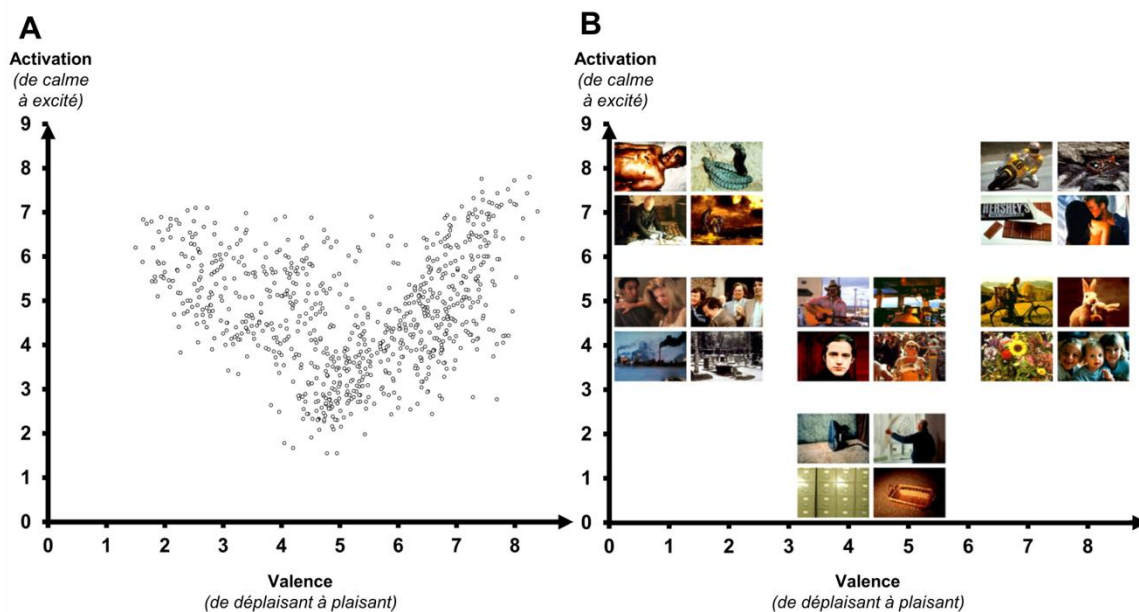 A
Activation
(de calme
à excité)
9
8
7
6
5
4
3
2
1
0
0 1 2 3 4 5 6 7 8
Valence
(de déplaisant à plaisant)
B
Activation
(de calme
à excité)
9
8
7
6
5
4
3
2
1
0
HERSHEY'S
0 1 2 3 4 5 6 7 8
Valence
(de déplaisant à plaisant)